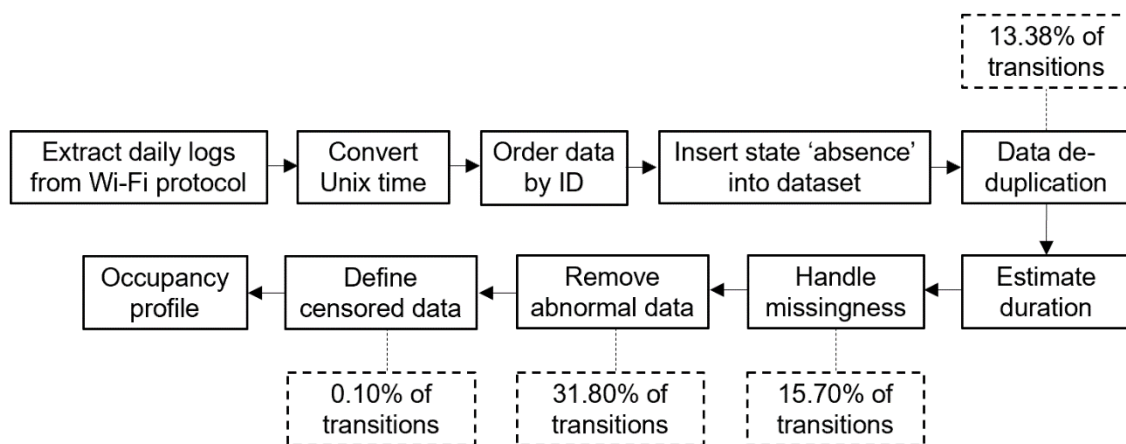 13.38% of
transitions
Extract daily logs
from Wi-Fi protocol
Convert
Unix time
Order data
by ID
Insert state ‘absence’
into dataset
Data de-
duplication
Occupancy
profile
Define
censored data
Remove
abnormal data
Handle
missingness
Estimate
duration
0.10% of
transitions
31.80% of
transitions
15.70% of
transitions